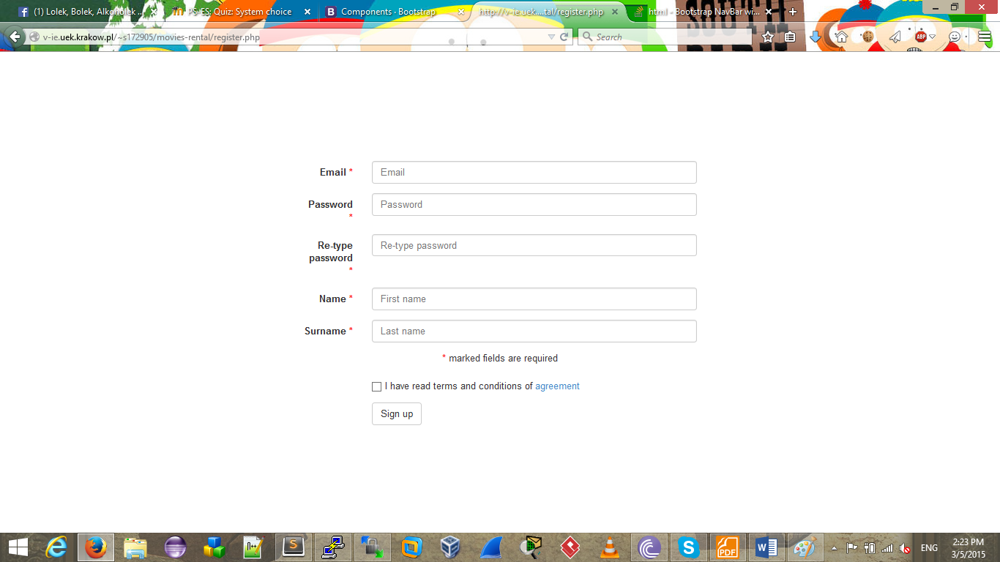 (1) Lolek, Bolek, Alkoholek ...
PS-ES: Quiz: System choice
Components · Bootstrap
http://v-ie.uek....tal/register.php
html - Bootstrap NavBar wi...
v-ie.uek.krakow.pl/~s172905/movies-rental/register.php
Search
ABP
Email *
Email
Password
*
Password
Re-type
password
*
Re-type password
Name *
First name
Surname *
Last name
* marked fields are required
I have read terms and conditions of agreement
Sign up
ENG
2:23 PM
3/5/2015
PDF